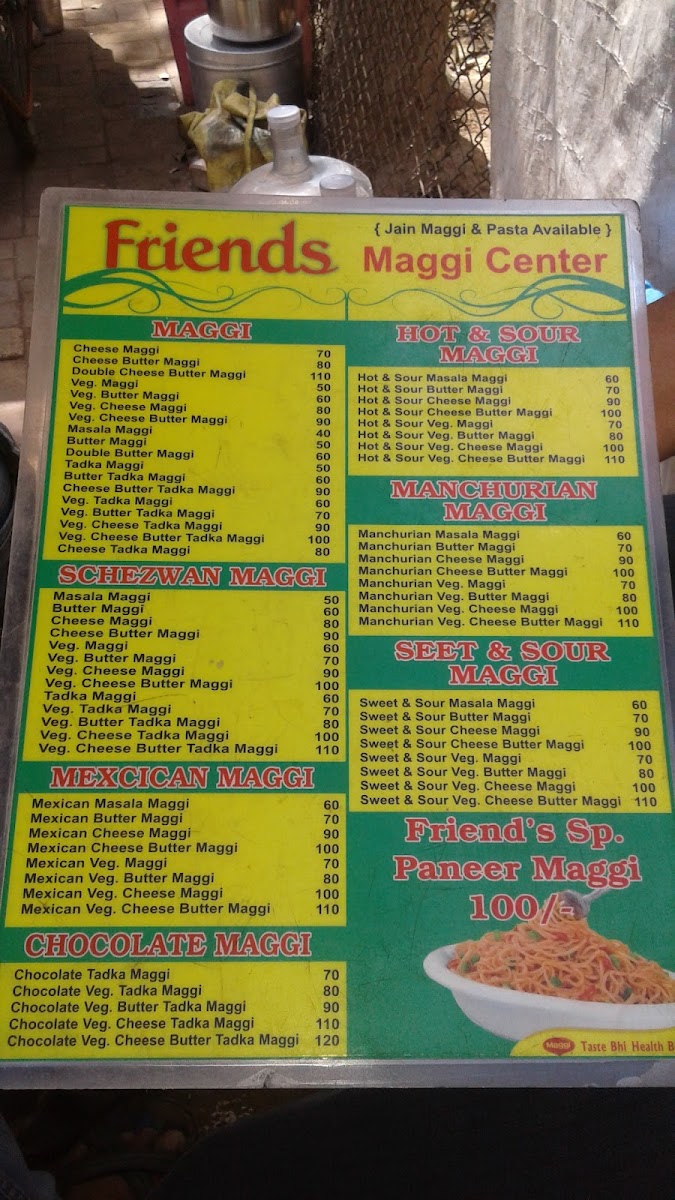 Friends
{ Jain Maggi & Pasta Available }
Maggi Center
MAGGI
Cheese Maggi 70
Cheese Butter Maggi 80
Double Cheese Butter Maggi 110
Veg. Maggi 50
Veg. Butter Maggi 60
Veg. Cheese Maggi 80
Veg. Cheese Butter Maggi 90
Masala Maggi 40
Butter Maggi 50
Double Butter Maggi 60
Tadka Maggi 50
Butter Tadka Maggi 60
Cheese Butter Tadka Maggi 90
Veg. Tadka Maggi 60
Veg. Butter Tadka Maggi 70
Veg. Cheese Tadka Maggi 90
Veg. Cheese Butter Tadka Maggi 100
Cheese Tadka Maggi 80
SCHEZWAN MAGGI
Masala Maggi 50
Butter Maggi 60
Cheese Maggi 80
Cheese Butter Maggi 90
Veg. Maggi 60
Veg. Butter Maggi 70
Veg. Cheese Maggi 90
Veg. Cheese Butter Maggi 100
Tadka Maggi 60
Veg. Tadka Maggi 70
Veg. Butter Tadka Maggi 80
Veg. Cheese Tadka Maggi 100
Veg. Cheese Butter Tadka Maggi 110
MEXCICAN MAGGI
Mexican Masala Maggi 60
Mexican Butter Maggi 70
Mexican Cheese Maggi 90
Mexican Cheese Butter Maggi 100
Mexican Veg. Maggi 70
Mexican Veg. Butter Maggi 80
Mexican Veg. Cheese Maggi 100
Mexican Veg. Cheese Butter Maggi 110
CHOCOLATE MAGGI
Chocolate Tadka Maggi 70
Chocolate Veg. Tadka Maggi 80
Chocolate Veg. Butter Tadka Maggi 90
Chocolate Veg. Cheese Tadka Maggi 110
Chocolate Veg. Cheese Butter Tadka Maggi 120
HOT & SOUR
MAGGI
Hot & Sour Masala Maggi 60
Hot & Sour Butter Maggi 70
Hot & Sour Cheese Maggi 90
Hot & Sour Cheese Butter Maggi 100
Hot & Sour Veg. Maggi 70
Hot & Sour Veg. Butter Maggi 80
Hot & Sour Veg. Cheese Maggi 100
Hot & Sour Veg. Cheese Butter Maggi 110
MANCHURIAN
MAGGI
Manchurian Masala Maggi 60
Manchurian Butter Maggi 70
Manchurian Cheese Maggi 90
Manchurian Cheese Butter Maggi 100
Manchurian Veg. Maggi 70
Manchurian Veg. Butter Maggi 80
Manchurian Veg. Cheese Maggi 100
Manchurian Veg. Cheese Butter Maggi 110
SEET & SOUR
MAGGI
Sweet & Sour Masala Maggi 60
Sweet & Sour Butter Maggi 70
Sweet & Sour Cheese Maggi 90
Sweet & Sour Cheese Butter Maggi 100
Sweet & Sour Veg. Maggi 70
Sweet & Sour Veg. Butter Maggi 80
Sweet & Sour Veg. Cheese Maggi 100
Sweet & Sour Veg. Cheese Butter Maggi 110
Friend's Sp.
Paneer Maggi
100/-
Maggi Taste Bhi Health B